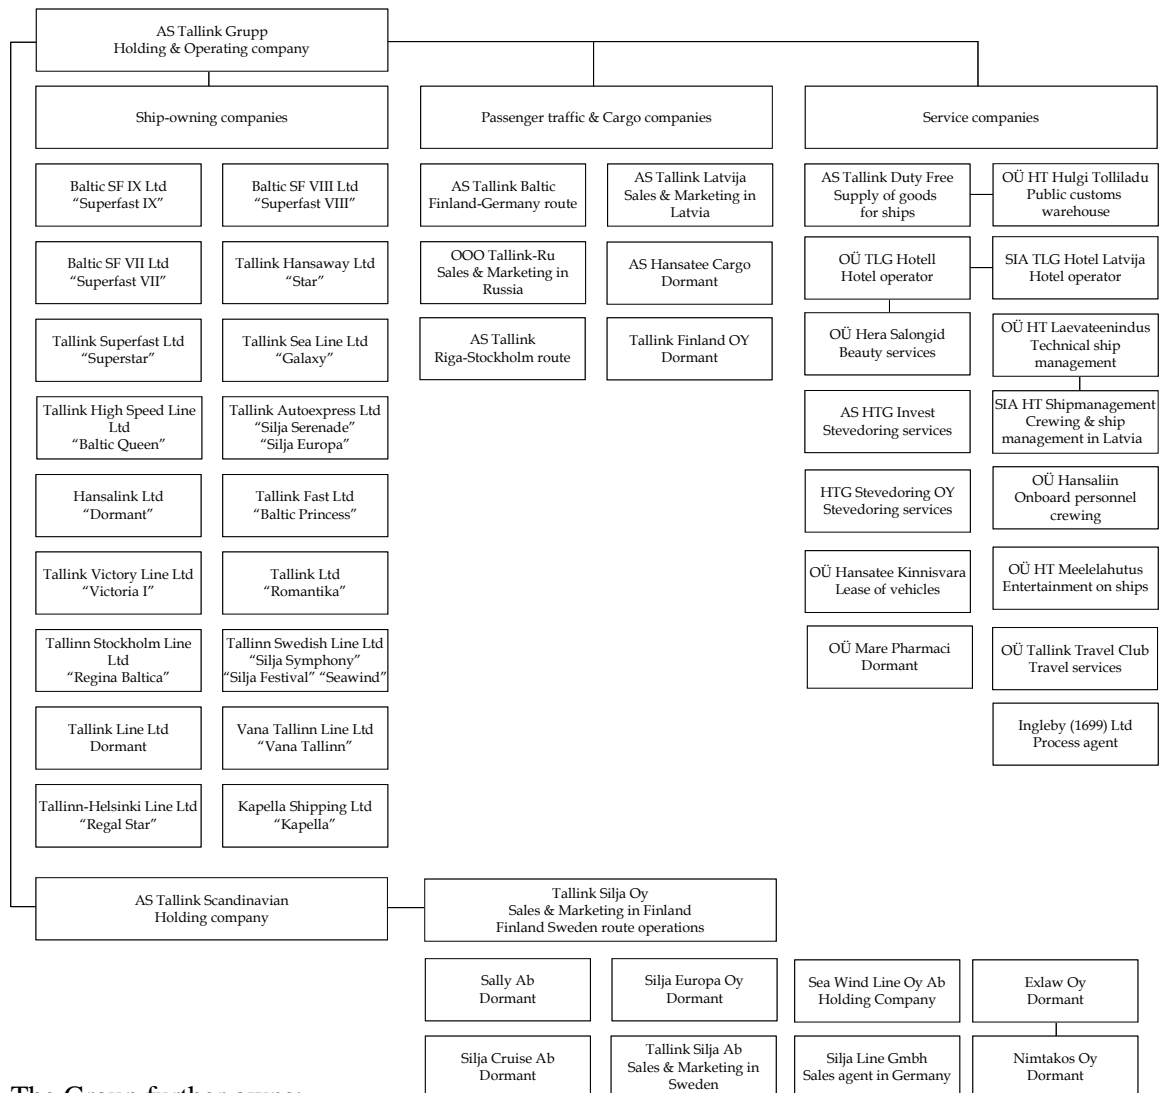 AS Tallink Grupp
Holding & Operating company
Ship-owning companies
Passenger traffic & Cargo companies
Service companies
Baltic SF IX Ltd
“Superfast IX”
Baltic SF VIII Ltd
“Superfast VIII”
AS Tallink Baltic
Finland-Germany route
AS Tallink Latvija
Sales & Marketing in
Latvia
AS Tallink Duty Free
Supply of goods
for ships
OÜ HT Hulgi Tolliladu
Public customs
warehouse
Baltic SF VII Ltd
“Superfast VII”
Tallink Hansaway Ltd
“Star”
OOO Tallink-Ru
Sales & Marketing in
Russia
AS Hansatee Cargo
Dormant
OÜ TLG Hotell
Hotel operator
SIA TLG Hotel Latvija
Hotel operator
Tallink Superfast Ltd
“Superstar”
Tallink Sea Line Ltd
“Galaxy”
AS Tallink
Riga-Stockholm route
Tallink Finland OY
Dormant
OÜ Hera Salongid
Beauty services
OÜ HT Laevateenindus
Technical ship
management
Tallink High Speed Line
Ltd
“Baltic Queen”
Tallink Autoexpress Ltd
“Silja Serenade”
“Silja Europa”
AS HTG Invest
Stevedoring services
SIA HT Shipmanagement
Crewing & ship
management in Latvia
Hansalink Ltd
“Dormant”
Tallink Fast Ltd
“Baltic Princess”
HTG Stevedoring OY
Stevedoring services
OÜ Hansaliin
Onboard personnel
crewing
Tallink Victory Line Ltd
“Victoria I”
Tallink Ltd
“Romantika”
OÜ Hansatee Kinnisvara
Lease of vehicles
OÜ HT Meelelahutus
Entertainment on ships
Tallinn Stockholm Line
Ltd
“Regina Baltica”
Tallinn Swedish Line Ltd
“Silja Symphony”
“Silja Festival” “Seawind”
OÜ Mare Pharmaci
Dormant
OÜ Tallink Travel Club
Travel services
Tallink Line Ltd
Dormant
Vana Tallinn Line Ltd
“Vana Tallinn”
Ingleby (1699) Ltd
Process agent
Tallinn-Helsinki Line Ltd
“Regal Star”
Kapella Shipping Ltd
“Kapella”
AS Tallink Scandinavian
Holding company
Tallink Silja Oy
Sales & Marketing in Finland
Finland Sweden route operations
Sally Ab
Dormant
Silja Europa Oy
Dormant
Sea Wind Line Oy Ab
Holding Company
Exlaw Oy
Dormant
Silja Cruise Ab
Dormant
Tallink Silja Ab
Sales & Marketing in
Sweden
Silja Line Gmbh
Sales agent in Germany
Nimtakos Oy
Dormant
The Group further owns: